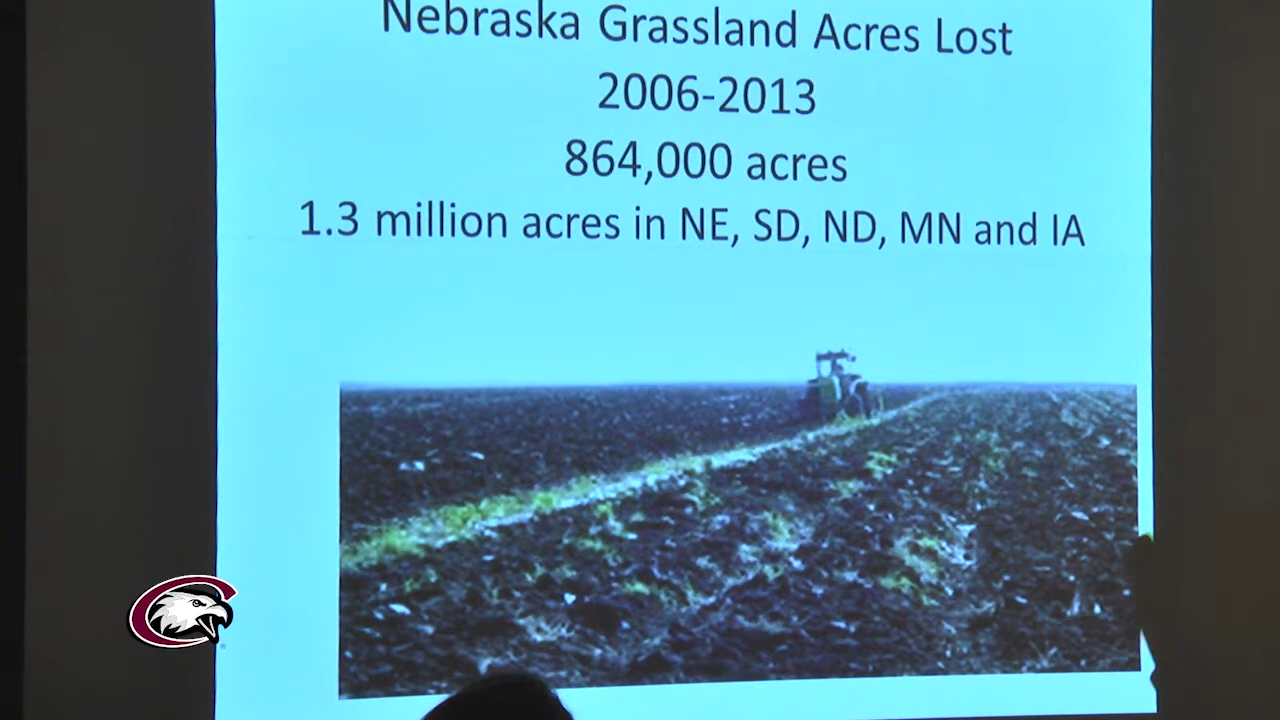 Nebraska Grassland Acres Lost
2006-2013
864,000 acres
1.3 million acres in NE, SD, ND, MN and IA
C